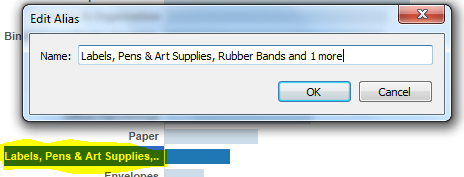 Edit Alias
Name: Labels, Pens & Art Supplies, Rubber Bands and 1 more
OK Cancel
Paper
Labels, Pens & Art Supplies,..
Envelopes